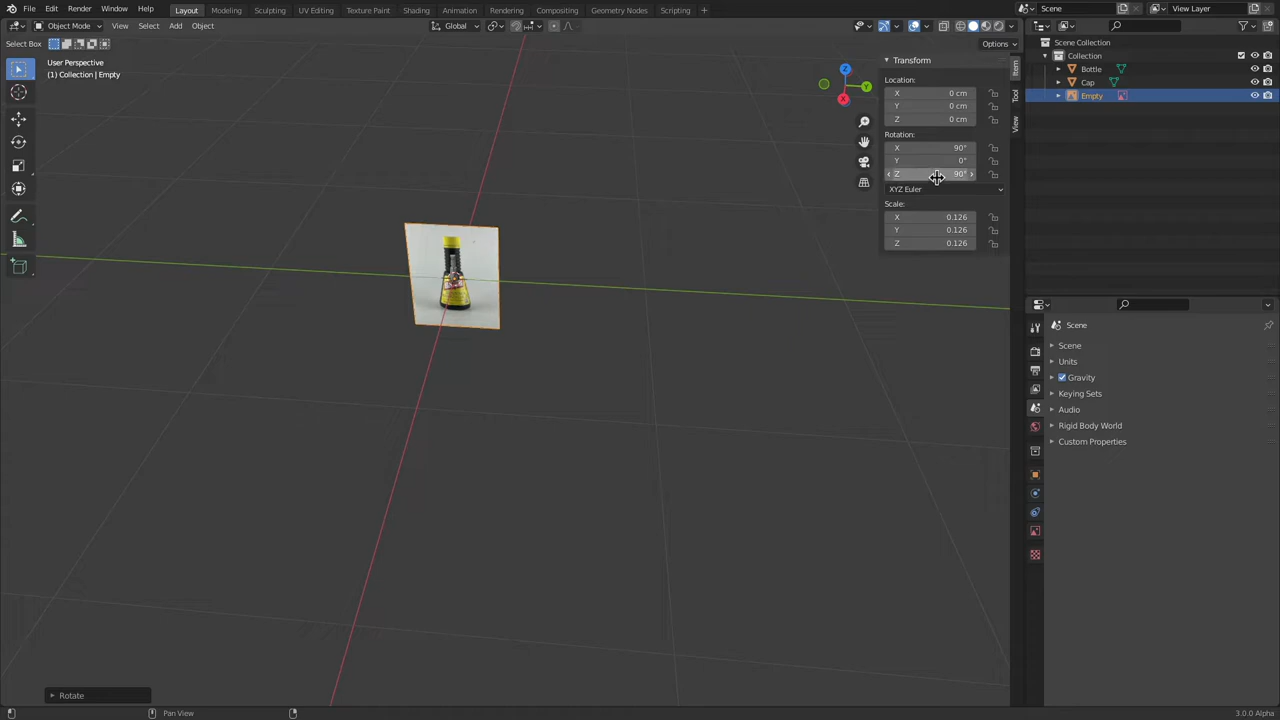 File Edit Render Window Help Layout Modeling Sculpting UV Editing Texture Paint Shading Animation Rendering Compositing Geometry Nodes Scripting + Scene View Layer
Object Mode View Select Add Object Global Options
Select Box
User Perspective
(1) Collection | Empty
Transform
Location:
X 0 cm
Y 0 cm
Z 0 cm
Rotation:
X 90°
Y 0°
Z 90°
XYZ Euler
Scale:
X 0.126
Y 0.126
Z 0.126
Item
Tool
View
Z
Y
X
Scene Collection
Collection
Bottle
Cap
Empty
Scene
Scene
Units
Gravity
Keying Sets
Audio
Rigid Body World
Custom Properties
Rotate
Pan View
3.0.0 Alpha